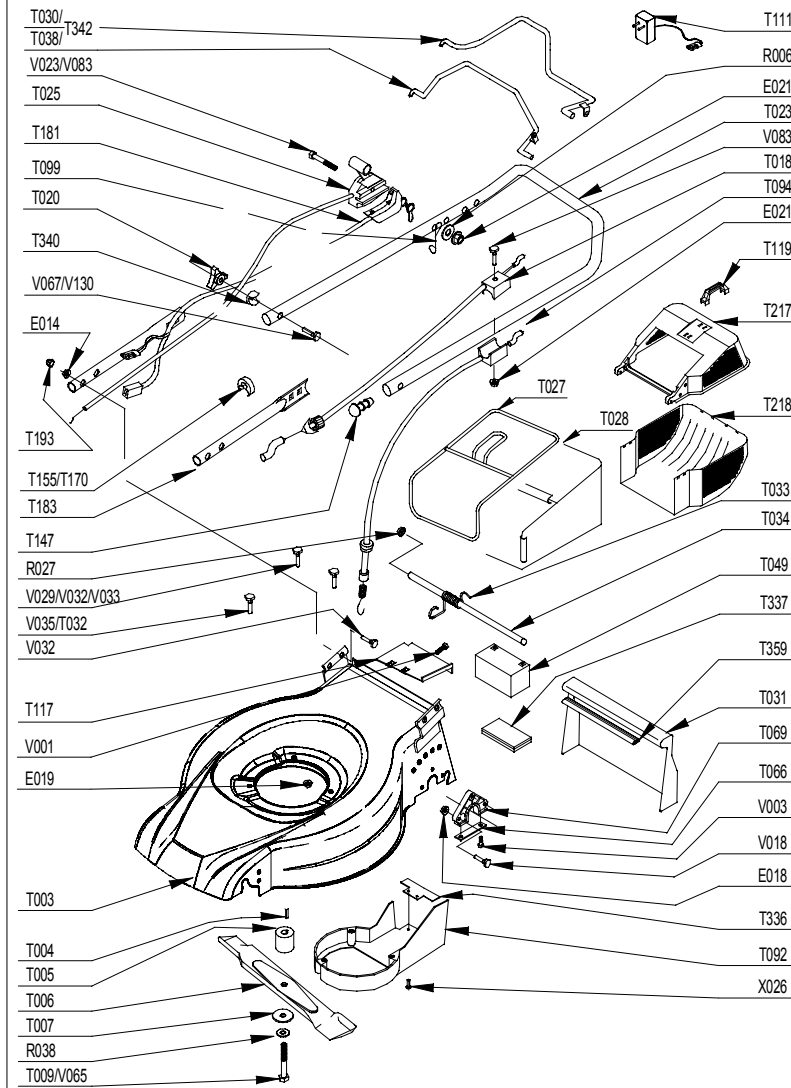 T030/
T038/
T342
V023/V083
T025
T181
T099
T020
T340
V067/V130
E014
T193
T155/T170
T183
T147
R027
V029/V032/V033
V035/T032
V032
T117
V001
E019
T003
T004
T005
T006
T007
R038
T009/V065
T111
R006
E021
T023
V083
T018
T094
E021
T119
T217
T027
T028
T218
T033
T034
T049
T337
T359
T031
T069
T066
V003
V018
E018
T336
T092
X026